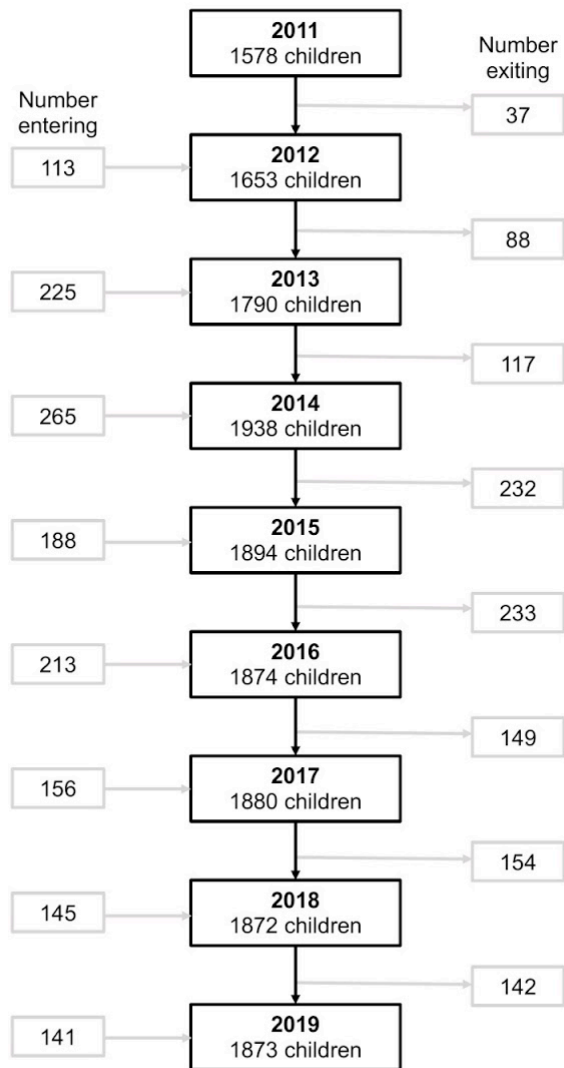 2011
1578 children
Number
exiting
37
Number
entering
113
2012
1653 children
88
225
2013
1790 children
117
265
2014
1938 children
232
188
2015
1894 children
233
213
2016
1874 children
149
156
2017
1880 children
154
145
2018
1872 children
142
141
2019
1873 children